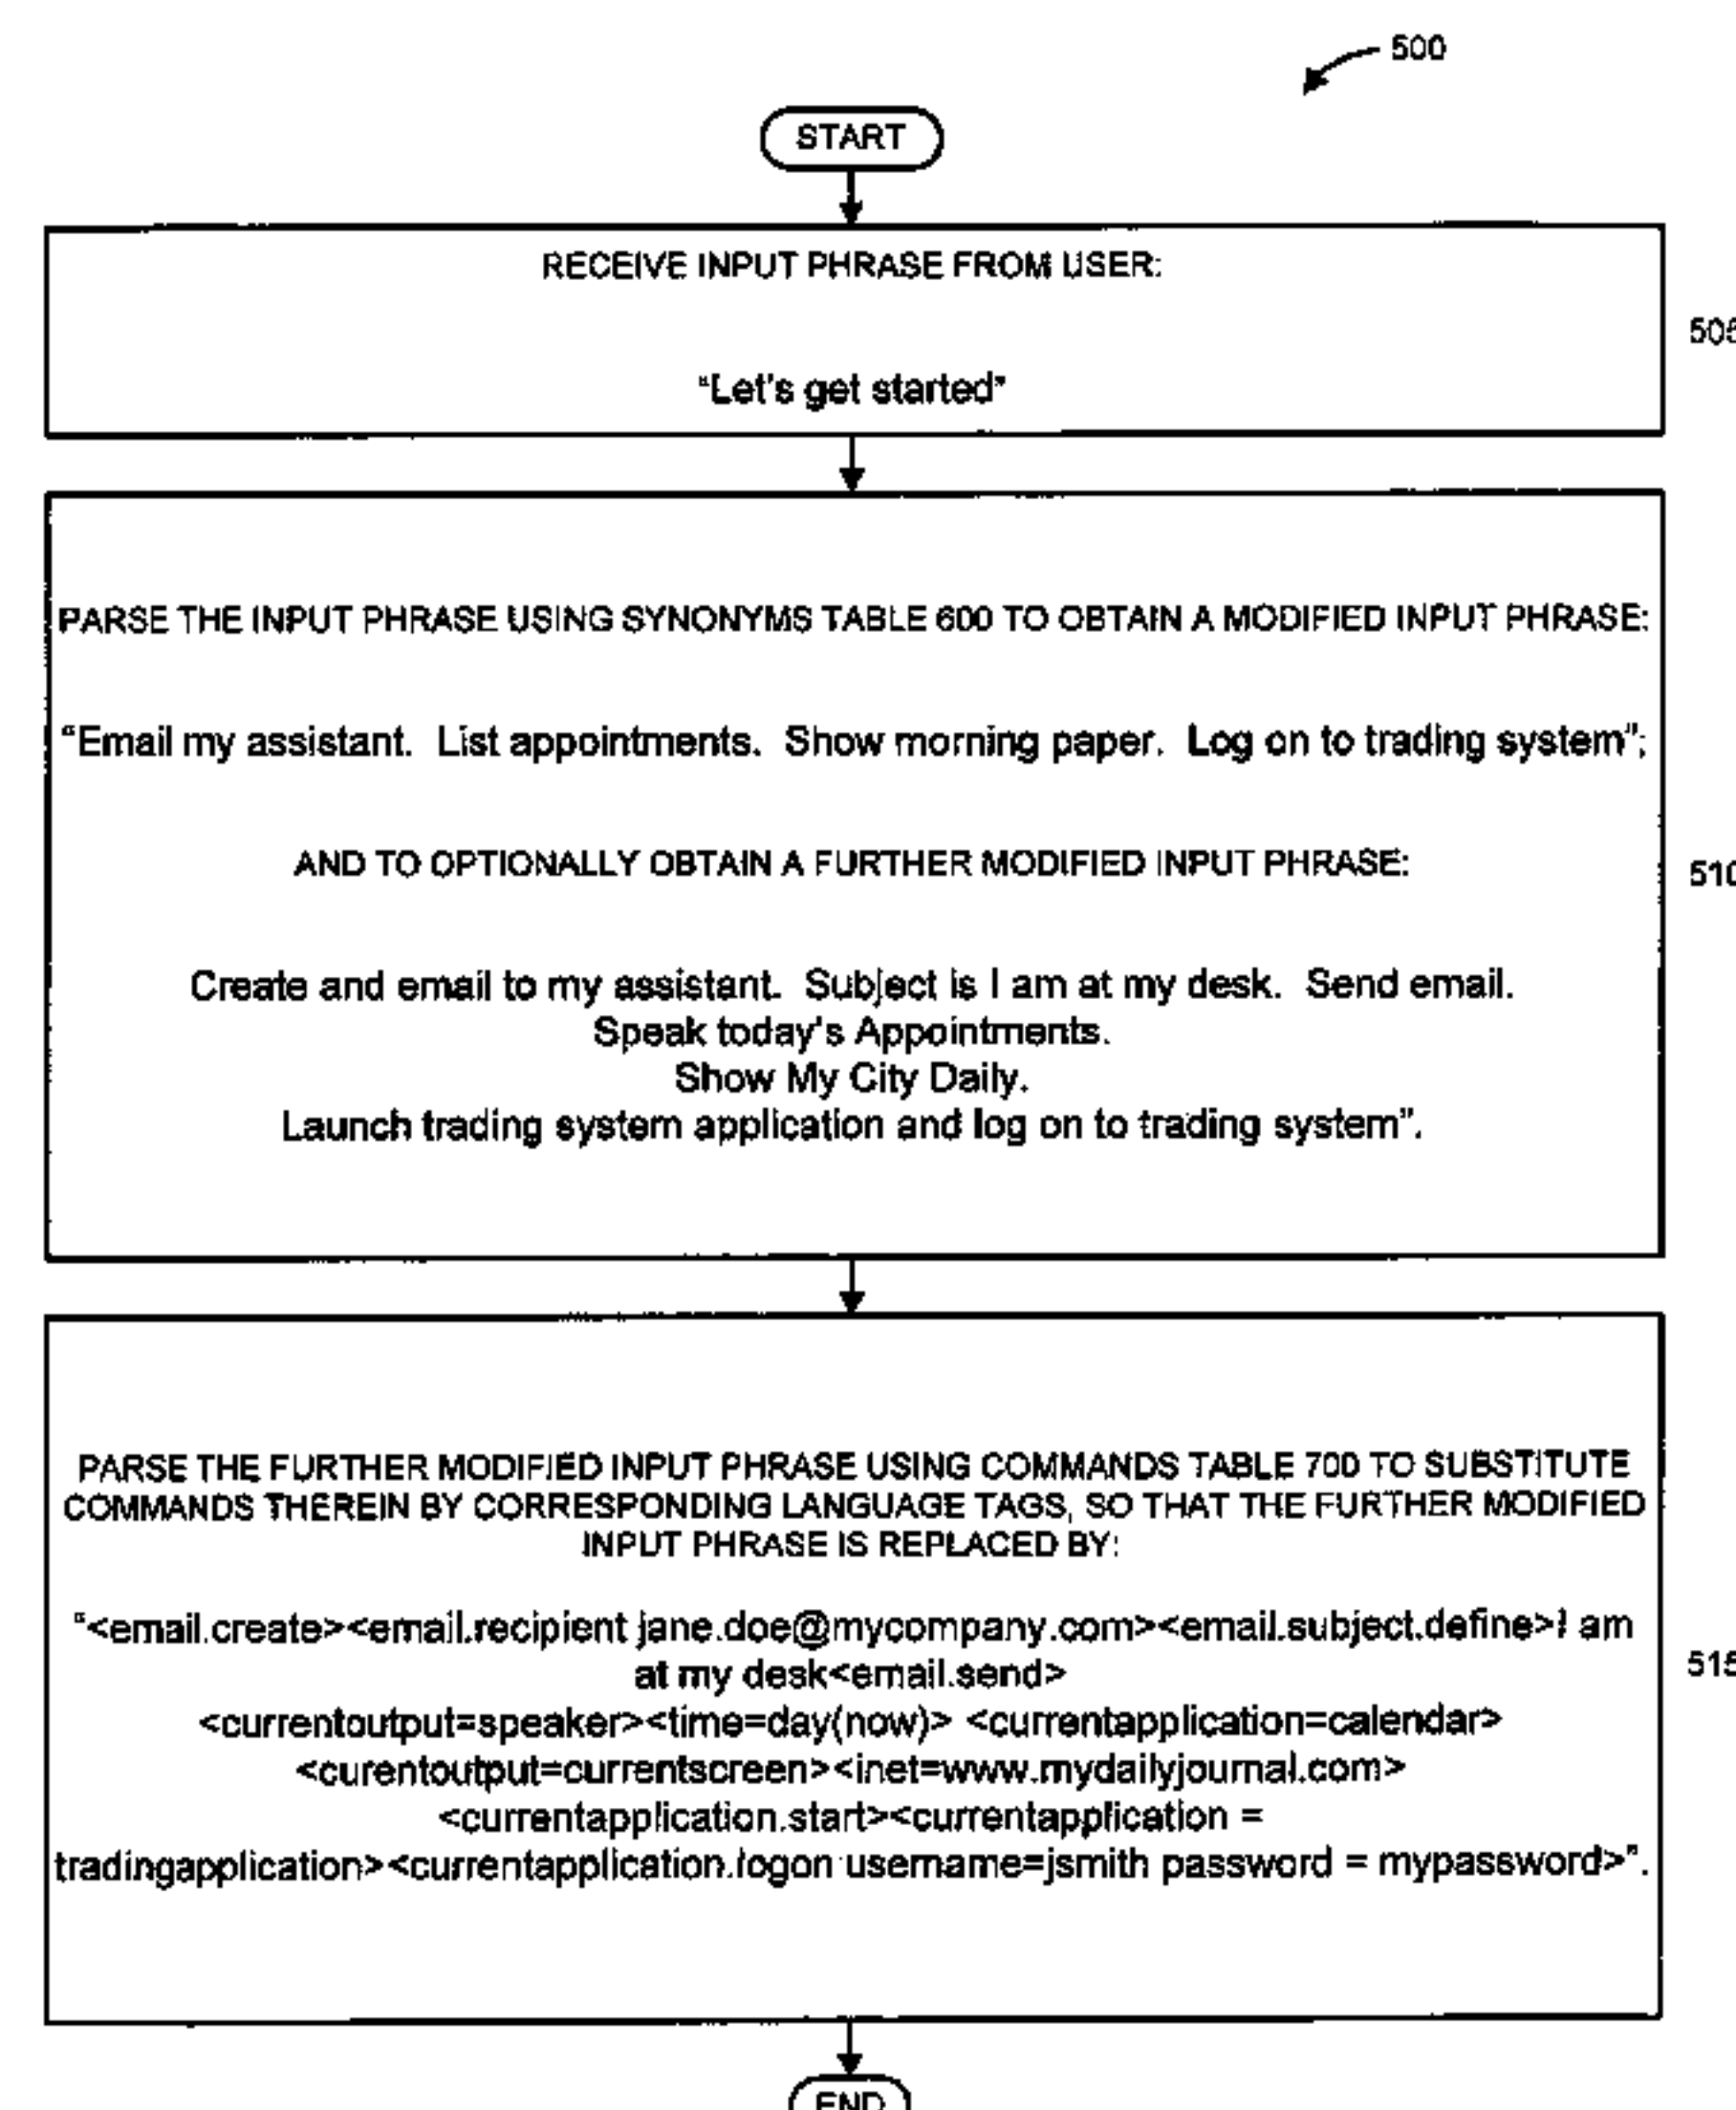 500
START
RECEIVE INPUT PHRASE FROM USER:
"Let's get started"
505
PARSE THE INPUT PHRASE USING SYNONYMS TABLE 600 TO OBTAIN A MODIFIED INPUT PHRASE:
"Email my assistant. List appointments. Show morning paper. Log on to trading system";
AND TO OPTIONALLY OBTAIN A FURTHER MODIFIED INPUT PHRASE:
510
Create and email to my assistant. Subject is I am at my desk. Send email.
Speak today's Appointments.
Show My City Daily.
Launch trading system application and log on to trading system".
PARSE THE FURTHER MODIFIED INPUT PHRASE USING COMMANDS TABLE 700 TO SUBSTITUTE
COMMANDS THEREIN BY CORRESPONDING LANGUAGE TAGS, SO THAT THE FURTHER MODIFIED
INPUT PHRASE IS REPLACED BY:
"<email.create><email.recipient jane.doe@mycompany.com><email.subject.define>I am
at my desk<email.send>
515
<currentoutput=speaker><time=day(now)> <currentapplication=calendar>
<curentoutput=currentscreen><inet=www.mydailyjournal.com>
<currentapplication.start><currentapplication =
tradingapplication><currentapplication.logon username=jsmith password = mypassword>".
END